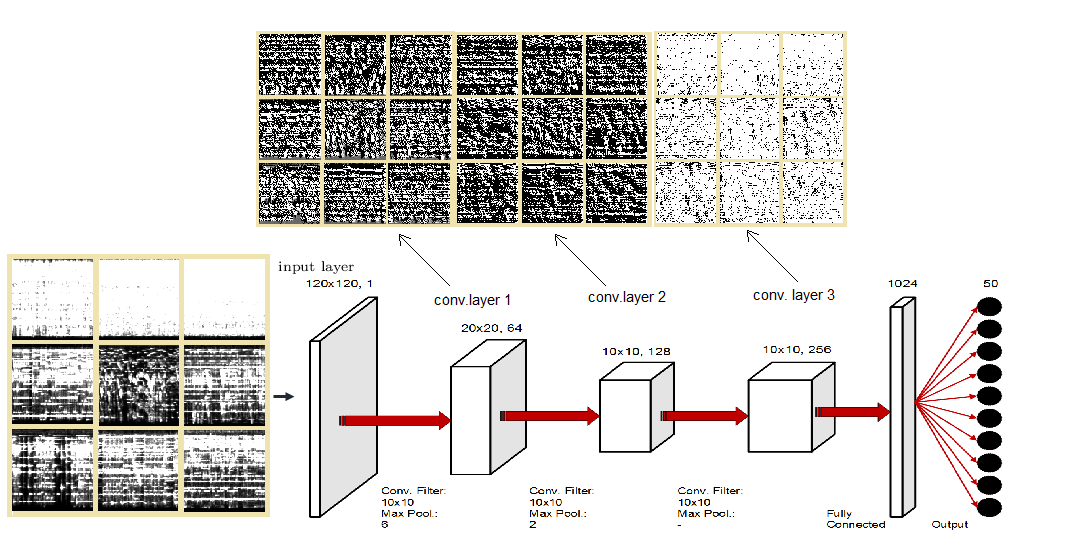 input layer
120x120, 1
conv.layer 1
conv.layer 2
conv. layer 3
1024
50
20x20, 64
10x10, 128
10x10, 256
Conv. Filter:
10x10
Max Pool.:
6
Conv. Filter:
10x10
Max Pool.:
2
Conv. Filter:
10x10
Max Pool.:
-
Fully
Connected
Output